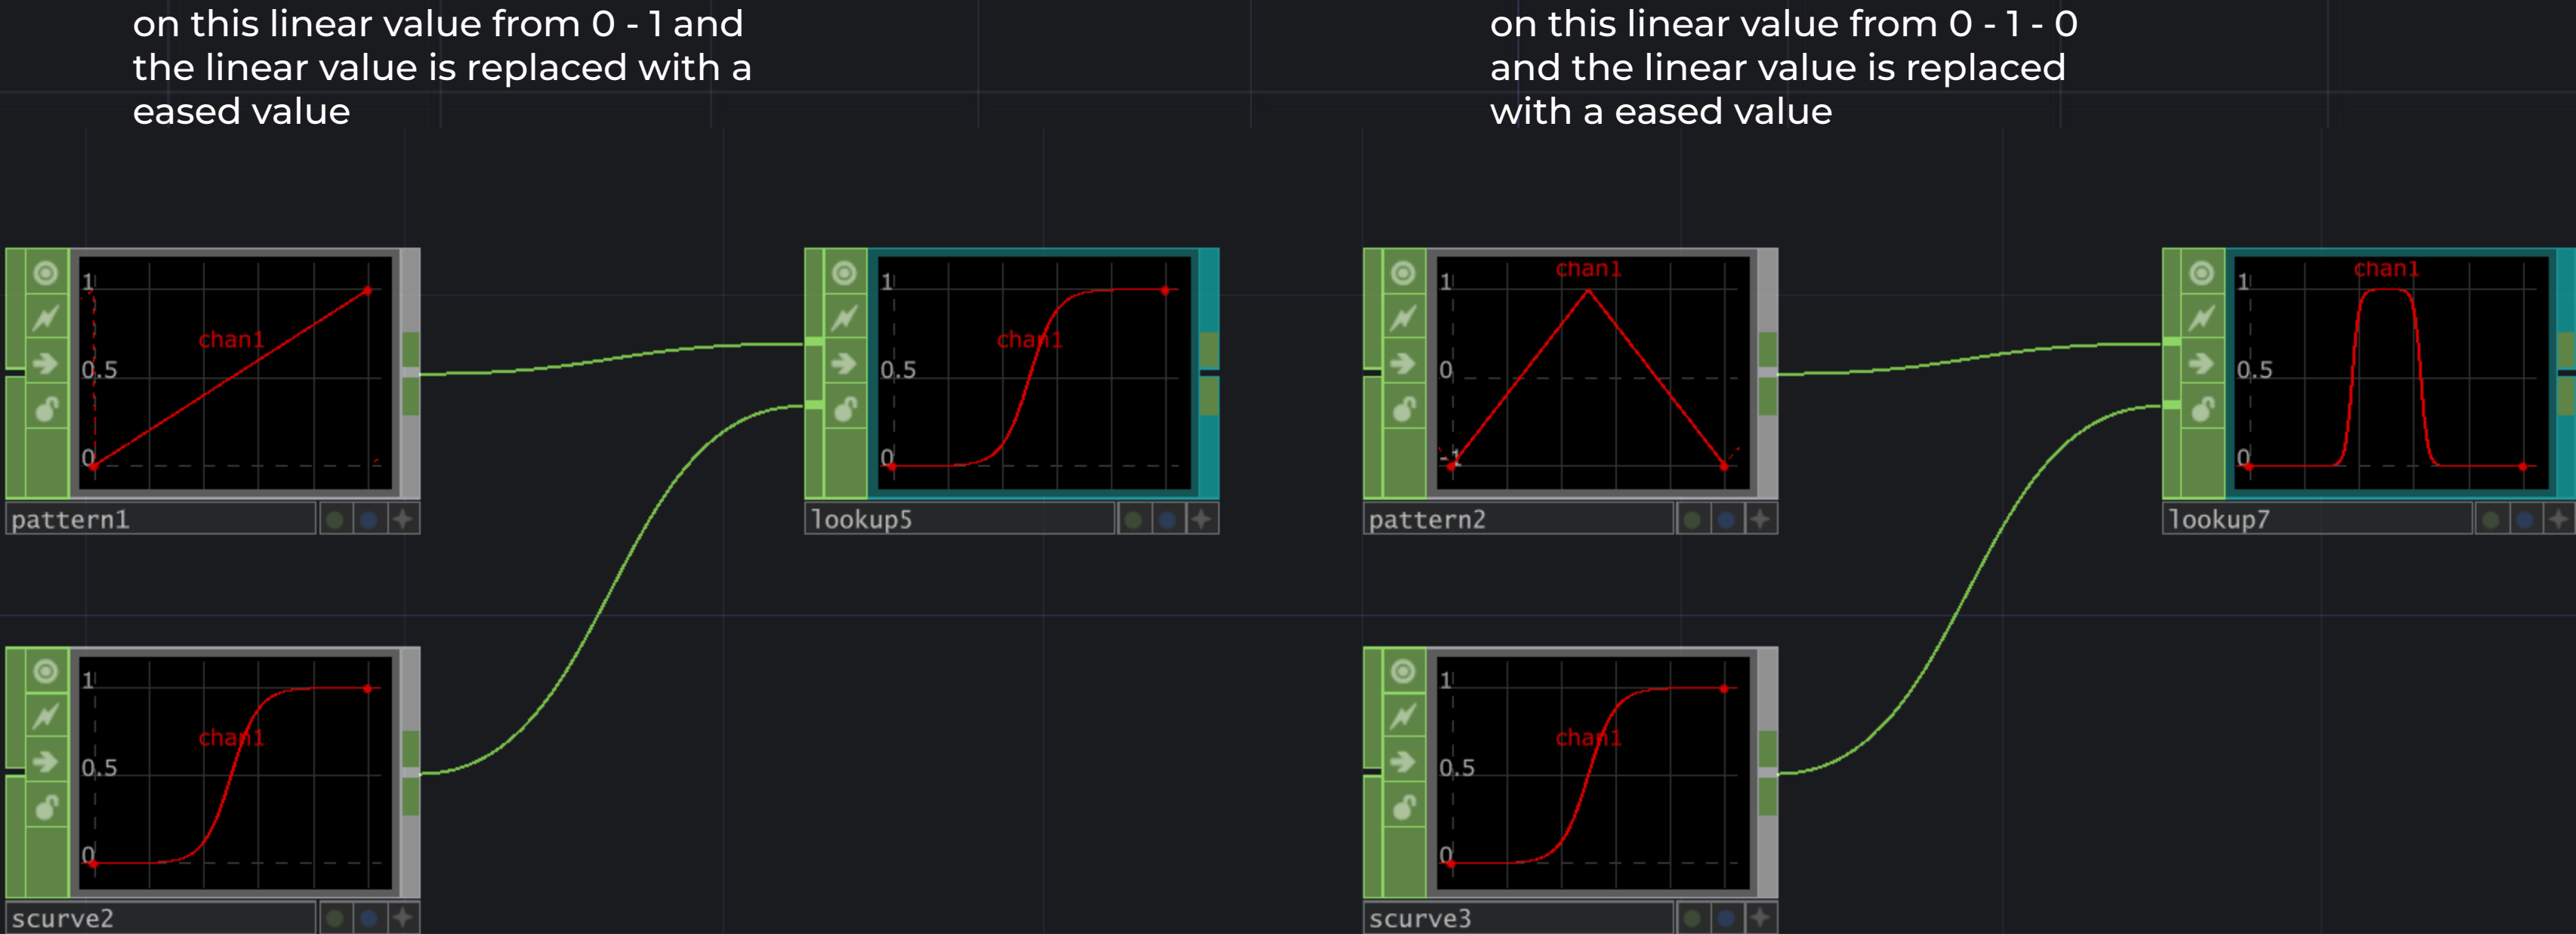 on this linear value from 0 - 1 and
the linear value is replaced with a
eased value
on this linear value from 0 - 1 - 0
and the linear value is replaced
with a eased value
1
chan1
0.5
0
pattern1
1
chan1
0.5
0
lookup5
chan1
1
0
-1
pattern2
chan1
1
0.5
0
lookup7
1
chan1
0.5
0
scurve2
1
chan1
0.5
0
scurve3